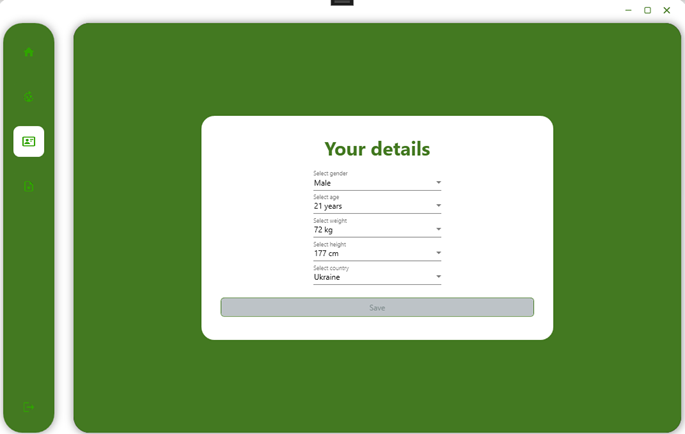 Your details
Select gender
Male
Select age
21 years
Select weight
72 kg
Select height
177 cm
Select country
Ukraine
Save